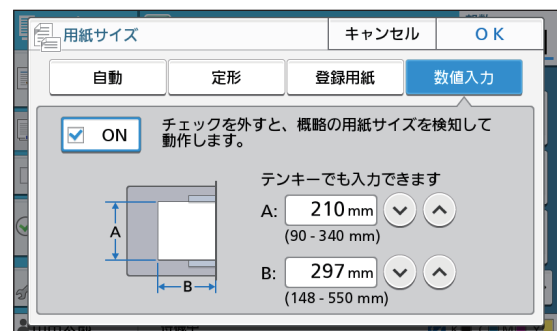 用紙サイズ
キャンセル
OK
自動
定形
登録用紙
数値入力
ON
チェックを外すと、概略の用紙サイズを検知して
動作します。
テンキーでも入力できます
A: 210 mm
(90 - 340 mm)
B: 297 mm
(148 - 550 mm)
A
B